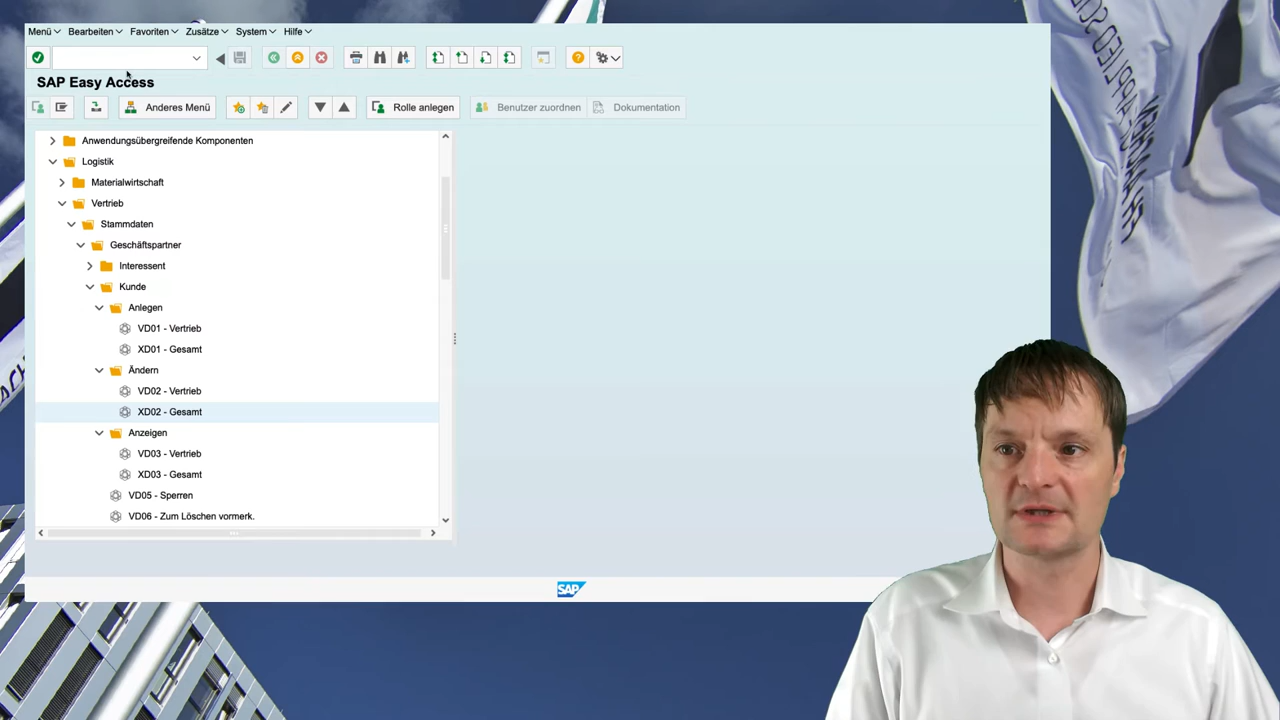 Menü Bearbeiten Favoriten Zusätze System Hilfe
SAP Easy Access
Anderes Menü Rolle anlegen Benutzer zuordnen Dokumentation
Anwendungsübergreifende Komponenten
Logistik
Materialwirtschaft
Vertrieb
Stammdaten
Geschäftspartner
Interessent
Kunde
Anlegen
VD01 - Vertrieb
XD01 - Gesamt
Ändern
VD02 - Vertrieb
XD02 - Gesamt
Anzeigen
VD03 - Vertrieb
XD03 - Gesamt
VD05 - Sperren
VD06 - Zum Löschen vormerk.
SAP